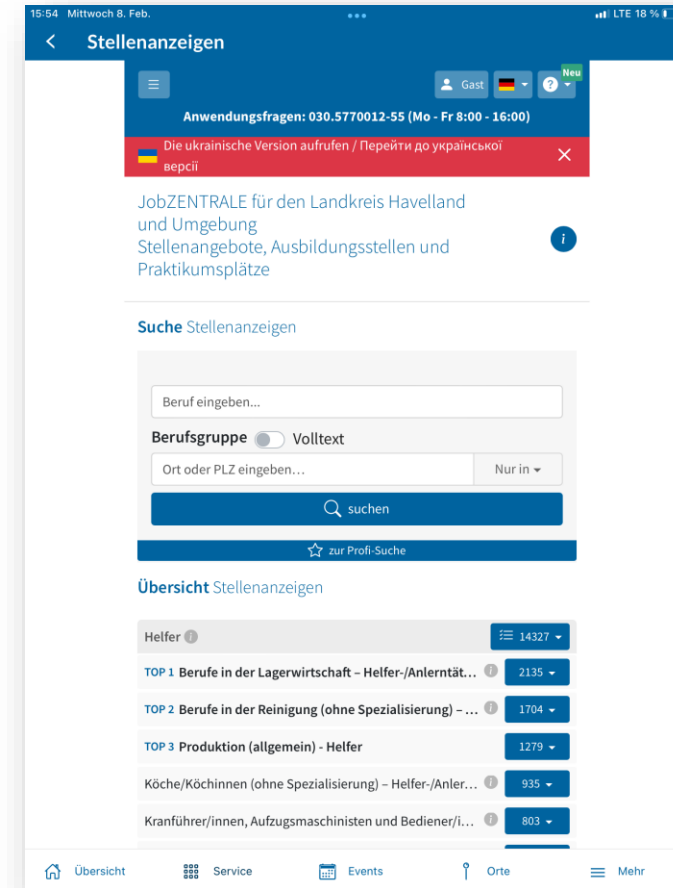 15:54 Mittwoch 8. Feb.
LTE 18 %
Stellenanzeigen
Gast
Neu
Anwendungsfragen: 030.5770012-55 (Mo - Fr 8:00 - 16:00)
Die ukrainische Version aufrufen / Перейти до української
версії
JobZENTRALE für den Landkreis Havelland
und Umgebung
Stellenangebote, Ausbildungsstellen und
Praktikumsplätze
Suche Stellenanzeigen
Beruf eingeben...
Berufsgruppe Volltext
Ort oder PLZ eingeben... Nur in
suchen
zur Profi-Suche
Übersicht Stellenanzeigen
Helfer 14327
TOP 1 Berufe in der Lagerwirtschaft – Helfer-/Anlerntät... 2135
TOP 2 Berufe in der Reinigung (ohne Spezialisierung) – ... 1704
TOP 3 Produktion (allgemein) - Helfer 1279
Köche/Köchinnen (ohne Spezialisierung) – Helfer-/Anler... 935
Kranführer/innen, Aufzugsmaschinisten und Bediener/i... 803
Übersicht Service Events Orte Mehr